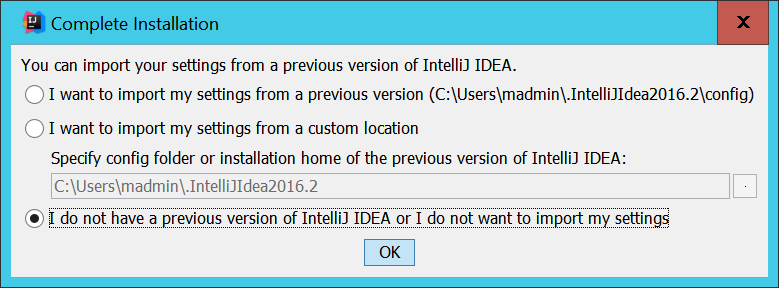 IJ
Complete Installation
X
You can import your settings from a previous version of IntelliJ IDEA.
I want to import my settings from a previous version (C:\Users\madmin\.IntelliJIdea2016.2\config)
I want to import my settings from a custom location
Specify config folder or installation home of the previous version of IntelliJ IDEA:
C:\Users\madmin\.IntelliJIdea2016.2
.
I do not have a previous version of IntelliJ IDEA or I do not want to import my settings
OK